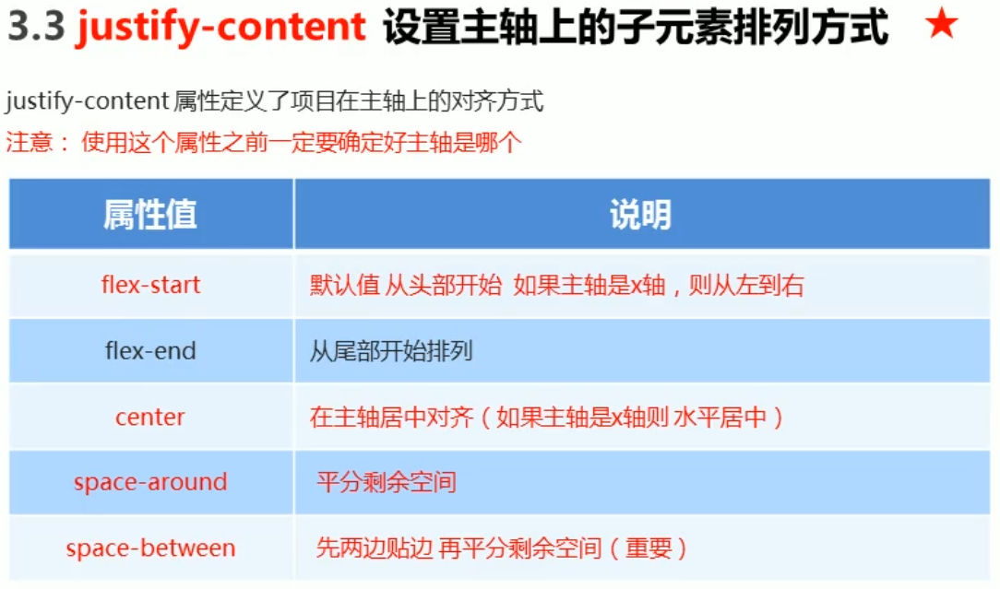 3.3 justify-content 设置主轴上的子元素排列方式 ★
justify-content 属性定义了项目在主轴上的对齐方式
注意： 使用这个属性之前一定要确定好主轴是哪个
属性值 说明
flex-start 默认值 从头部开始 如果主轴是x轴，则从左到右
flex-end 从尾部开始排列
center 在主轴居中对齐（如果主轴是x轴则 水平居中）
space-around 平分剩余空间
space-between 先两边贴边 再平分剩余空间（重要）